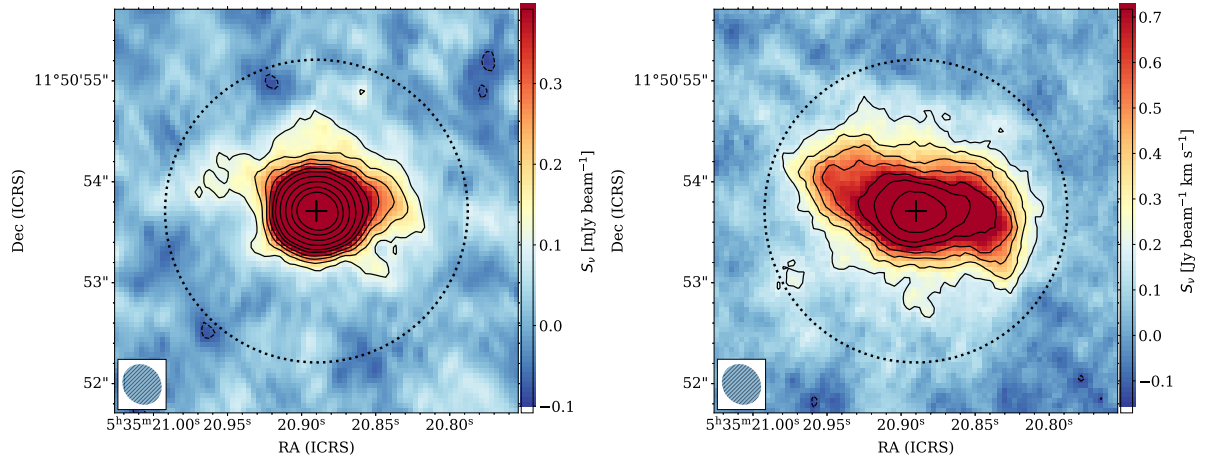 11°50'55"
54"
53"
52"
Dec (ICRS)
5ʰ35ᵐ21.00ˢ 20.95ˢ 20.90ˢ 20.85ˢ 20.80ˢ
RA (ICRS)
0.3
0.2
0.1
0.0
−0.1
Sν [mJy beam⁻¹]
11°50'55"
54"
53"
52"
Dec (ICRS)
5ʰ35ᵐ21.00ˢ 20.95ˢ 20.90ˢ 20.85ˢ 20.80ˢ
RA (ICRS)
0.7
0.6
0.5
0.4
0.3
0.2
0.1
0.0
−0.1
Sν [Jy beam⁻¹ km s⁻¹]